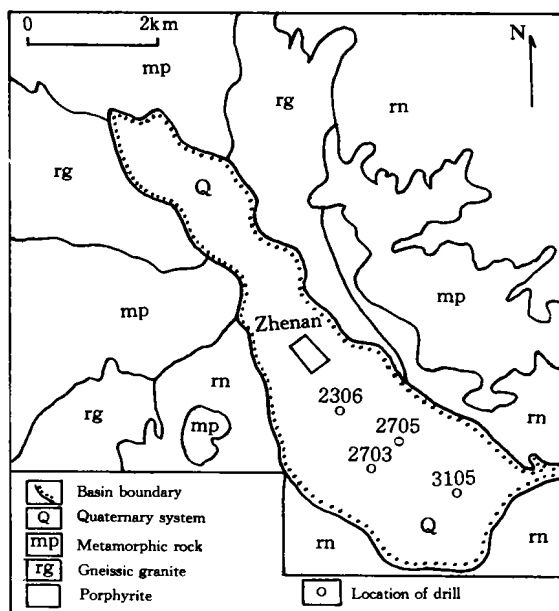 0 2km
N
mp
rg
rn
rg
Q
mp
mp
Zhenan
rn
2306
2705
rn
rg
mp
2703
3105
Q
rn
rn
Basin boundary
Q Quaternary system
mp Metamorphic rock
rg Gneissic granite
Porphyrite
Location of drill